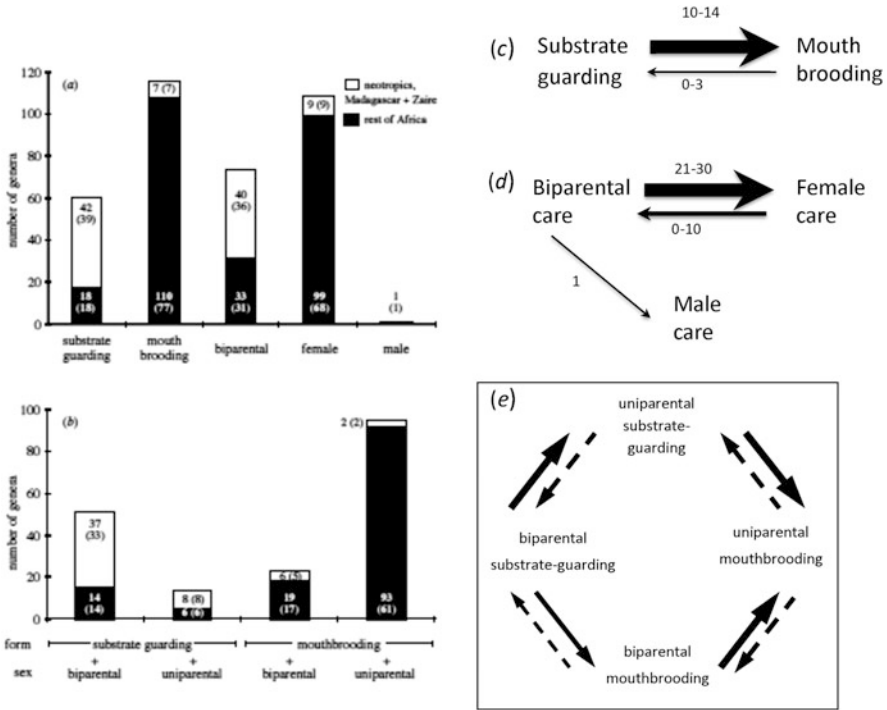 (a)
neotropics,
Madagascar + Zaire
rest of Africa
number of genera
120
100
80
60
40
20
0
42
(39)
18
(18)
7 (7)
110
(77)
40
(36)
33
(31)
9 (9)
99
(68)
1
(1)
substrate
guarding
mouth
brooding
biparental
female
male
(b)
number of genera
100
80
60
40
20
0
37
(33)
14
(14)
8 (8)
6 (6)
6 (5)
19
(17)
2 (2)
93
(61)
form
substrate guarding
mouthbrooding
sex
+
biparental
+
uniparental
+
biparental
+
uniparental
(c)
Substrate
guarding
10-14
0-3
Mouth
brooding
(d)
Biparental
care
21-30
0-10
Female
care
1
Male
care
(e)
uniparental
substrate-
guarding
biparental
substrate-guarding
uniparental
mouthbrooding
biparental
mouthbrooding